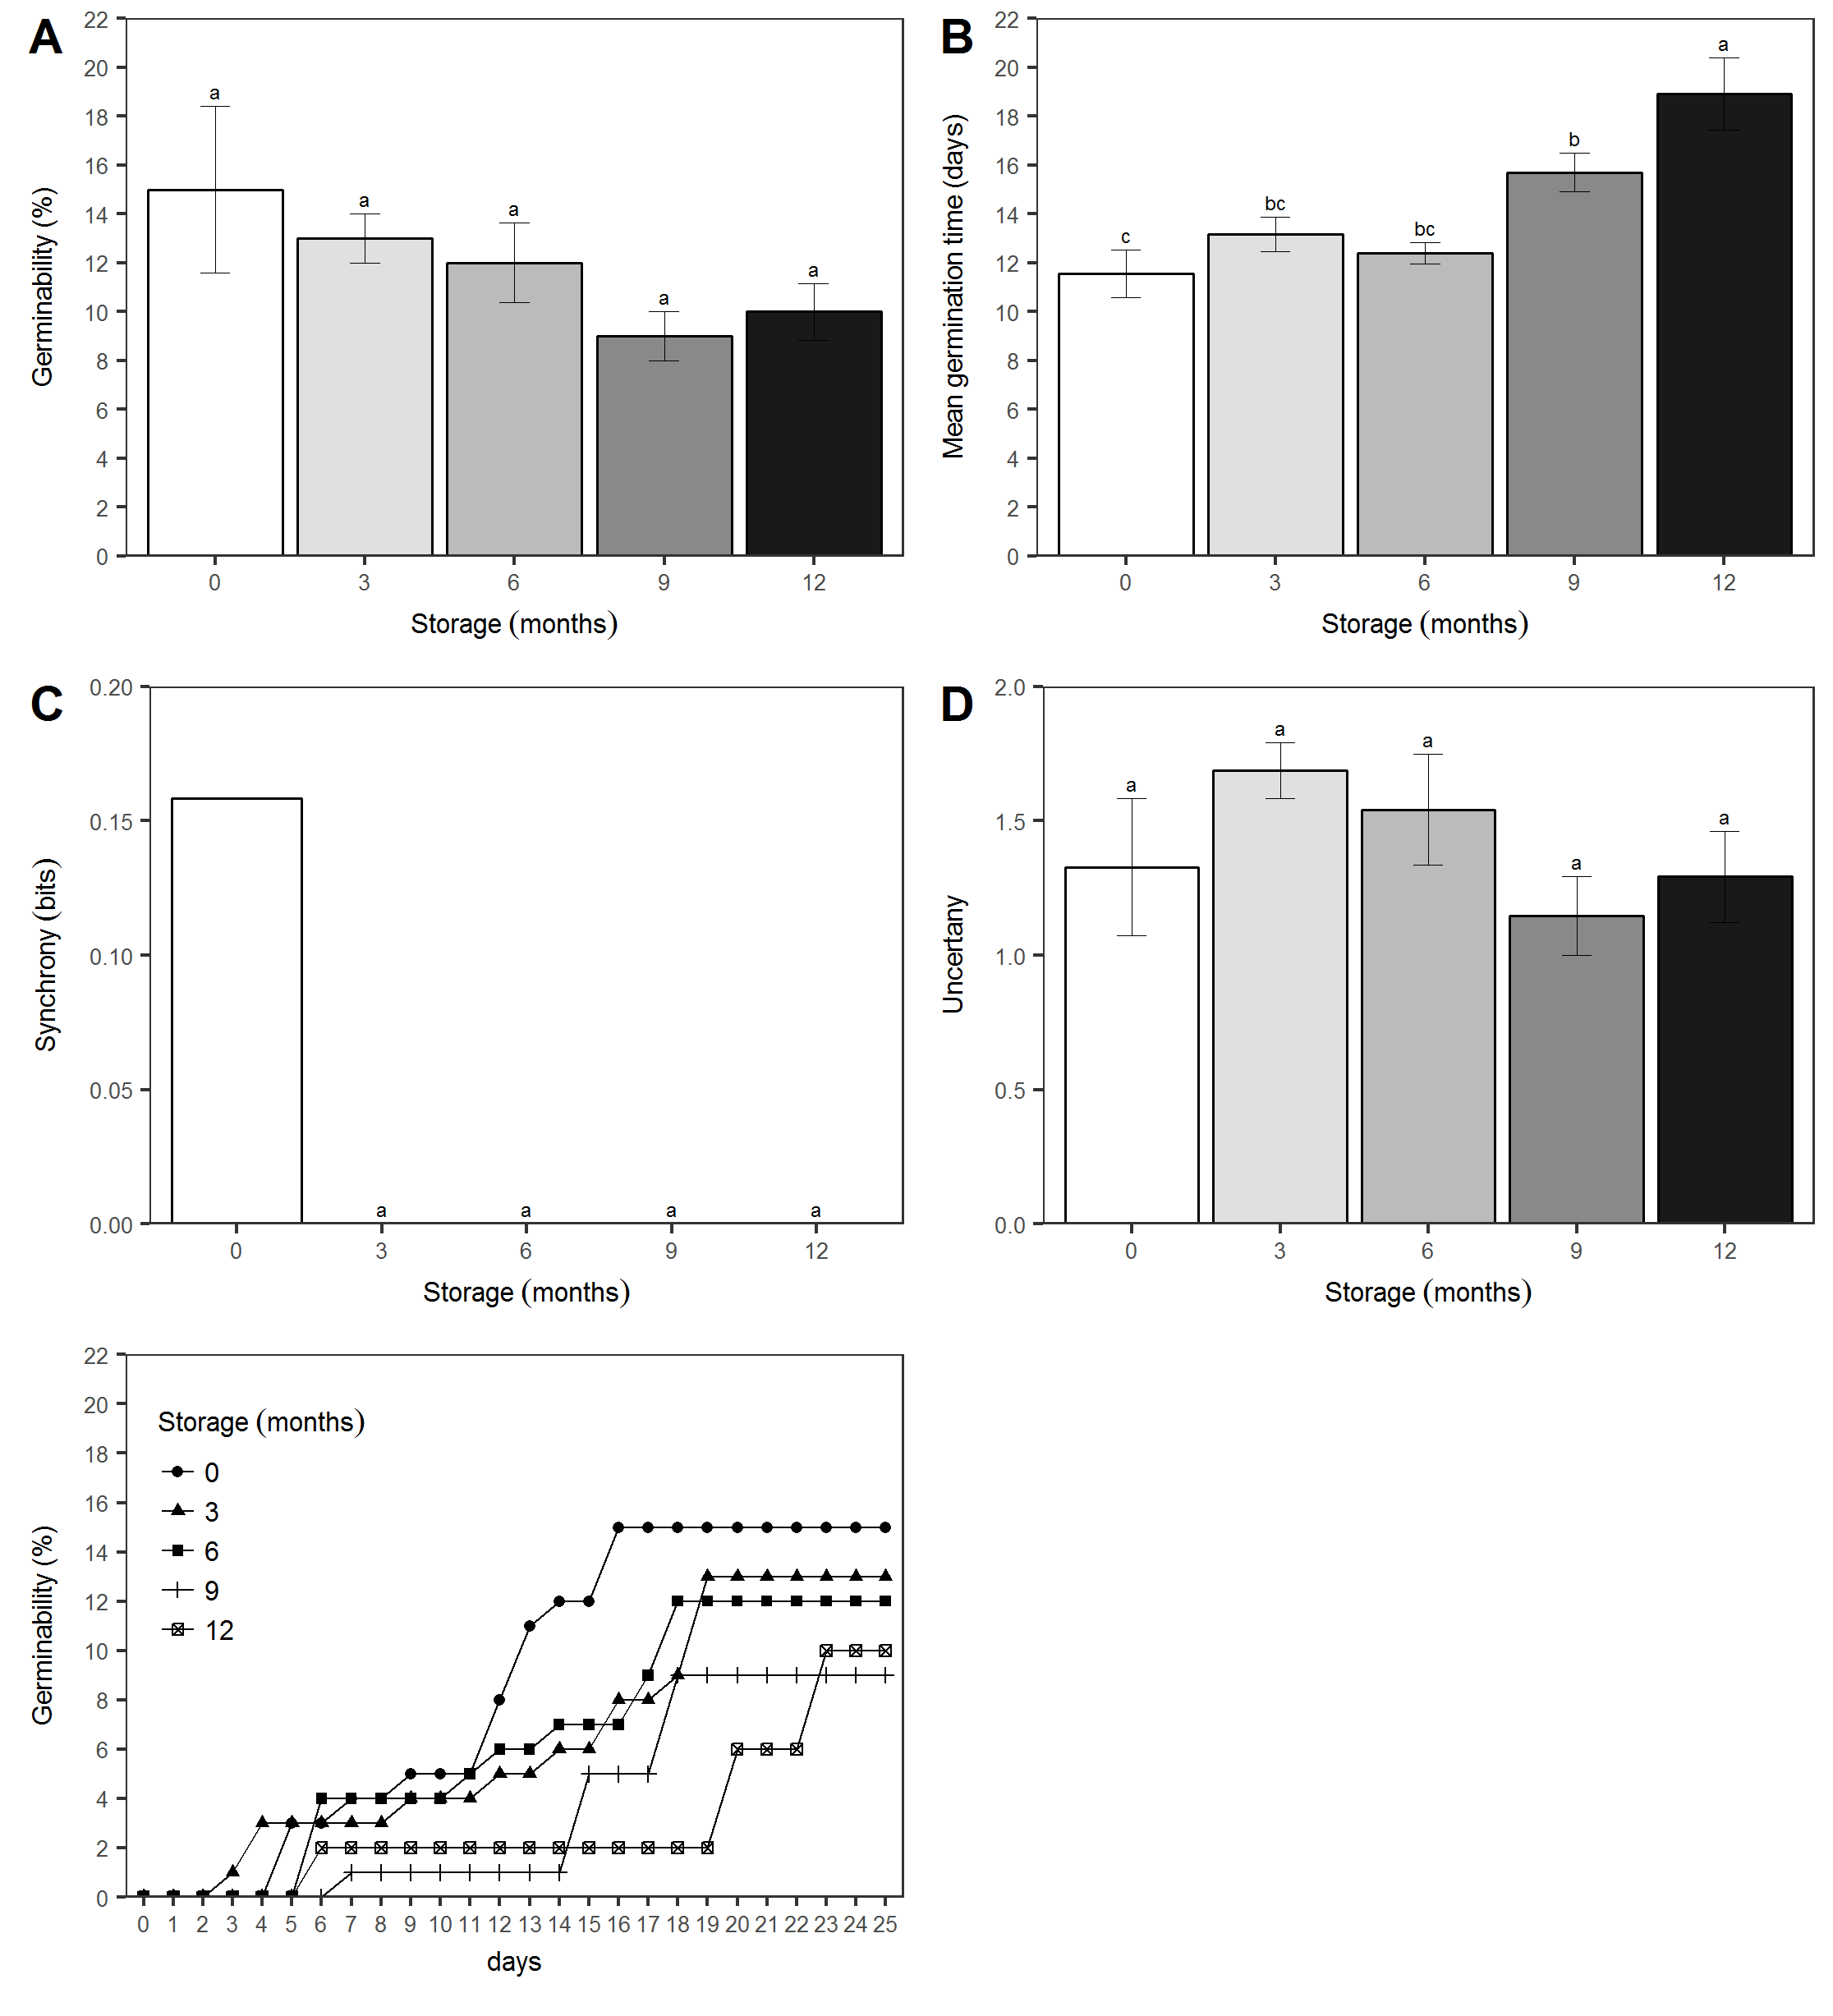 A
22
20
18
16
14
12
10
8
6
4
2
0
Germinability (%)
a
a
a
a
a
0 3 6 9 12
Storage (months)
B
22
20
18
16
14
12
10
8
6
4
2
0
Mean germination time (days)
c
bc
bc
b
a
0 3 6 9 12
Storage (months)
C
0.20
0.15
0.10
0.05
0.00
Synchrony (bits)
a a a a
0 3 6 9 12
Storage (months)
D
2.0
1.5
1.0
0.5
0.0
Uncertany
a
a
a
a
a
0 3 6 9 12
Storage (months)
22
20
18
16
14
12
10
8
6
4
2
0
Germinability (%)
Storage (months)
0
3
6
9
12
0 1 2 3 4 5 6 7 8 9 10 11 12 13 14 15 16 17 18 19 20 21 22 23 24 25
days